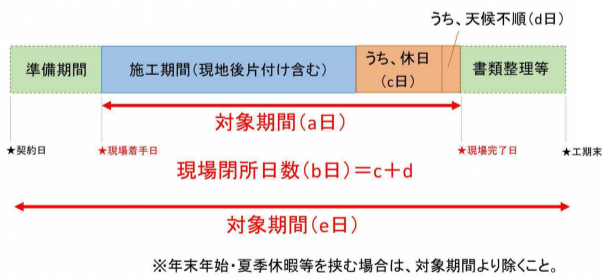 うち、天候不順(d日)
準備期間
施工期間(現地後片付け含む)
うち、休日
(c日)
書類整理等
対象期間(a日)
★契約日
★現場着手日
★現場完了日
★工期末
現場閉所日数(b日)=c+d
対象期間(e日)
※年末年始・夏季休暇等を挟む場合は、対象期間より除くこと。